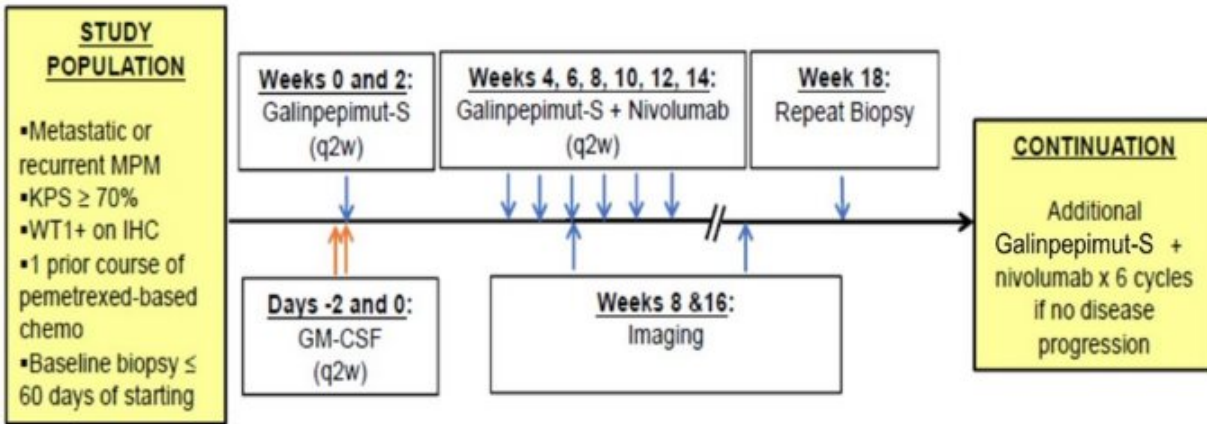 STUDY
POPULATION
▪Metastatic or
recurrent MPM
▪KPS ≥ 70%
▪WT1+ on IHC
▪1 prior course of
pemetrexed-based
chemo
▪Baseline biopsy ≤
60 days of starting
Weeks 0 and 2:
Galinpepimut-S
(q2w)
Weeks 4, 6, 8, 10, 12, 14:
Galinpepimut-S + Nivolumab
(q2w)
Week 18:
Repeat Biopsy
Days -2 and 0:
GM-CSF
(q2w)
Weeks 8 &16:
Imaging
CONTINUATION
Additional
Galinpepimut-S +
nivolumab x 6 cycles
if no disease
progression